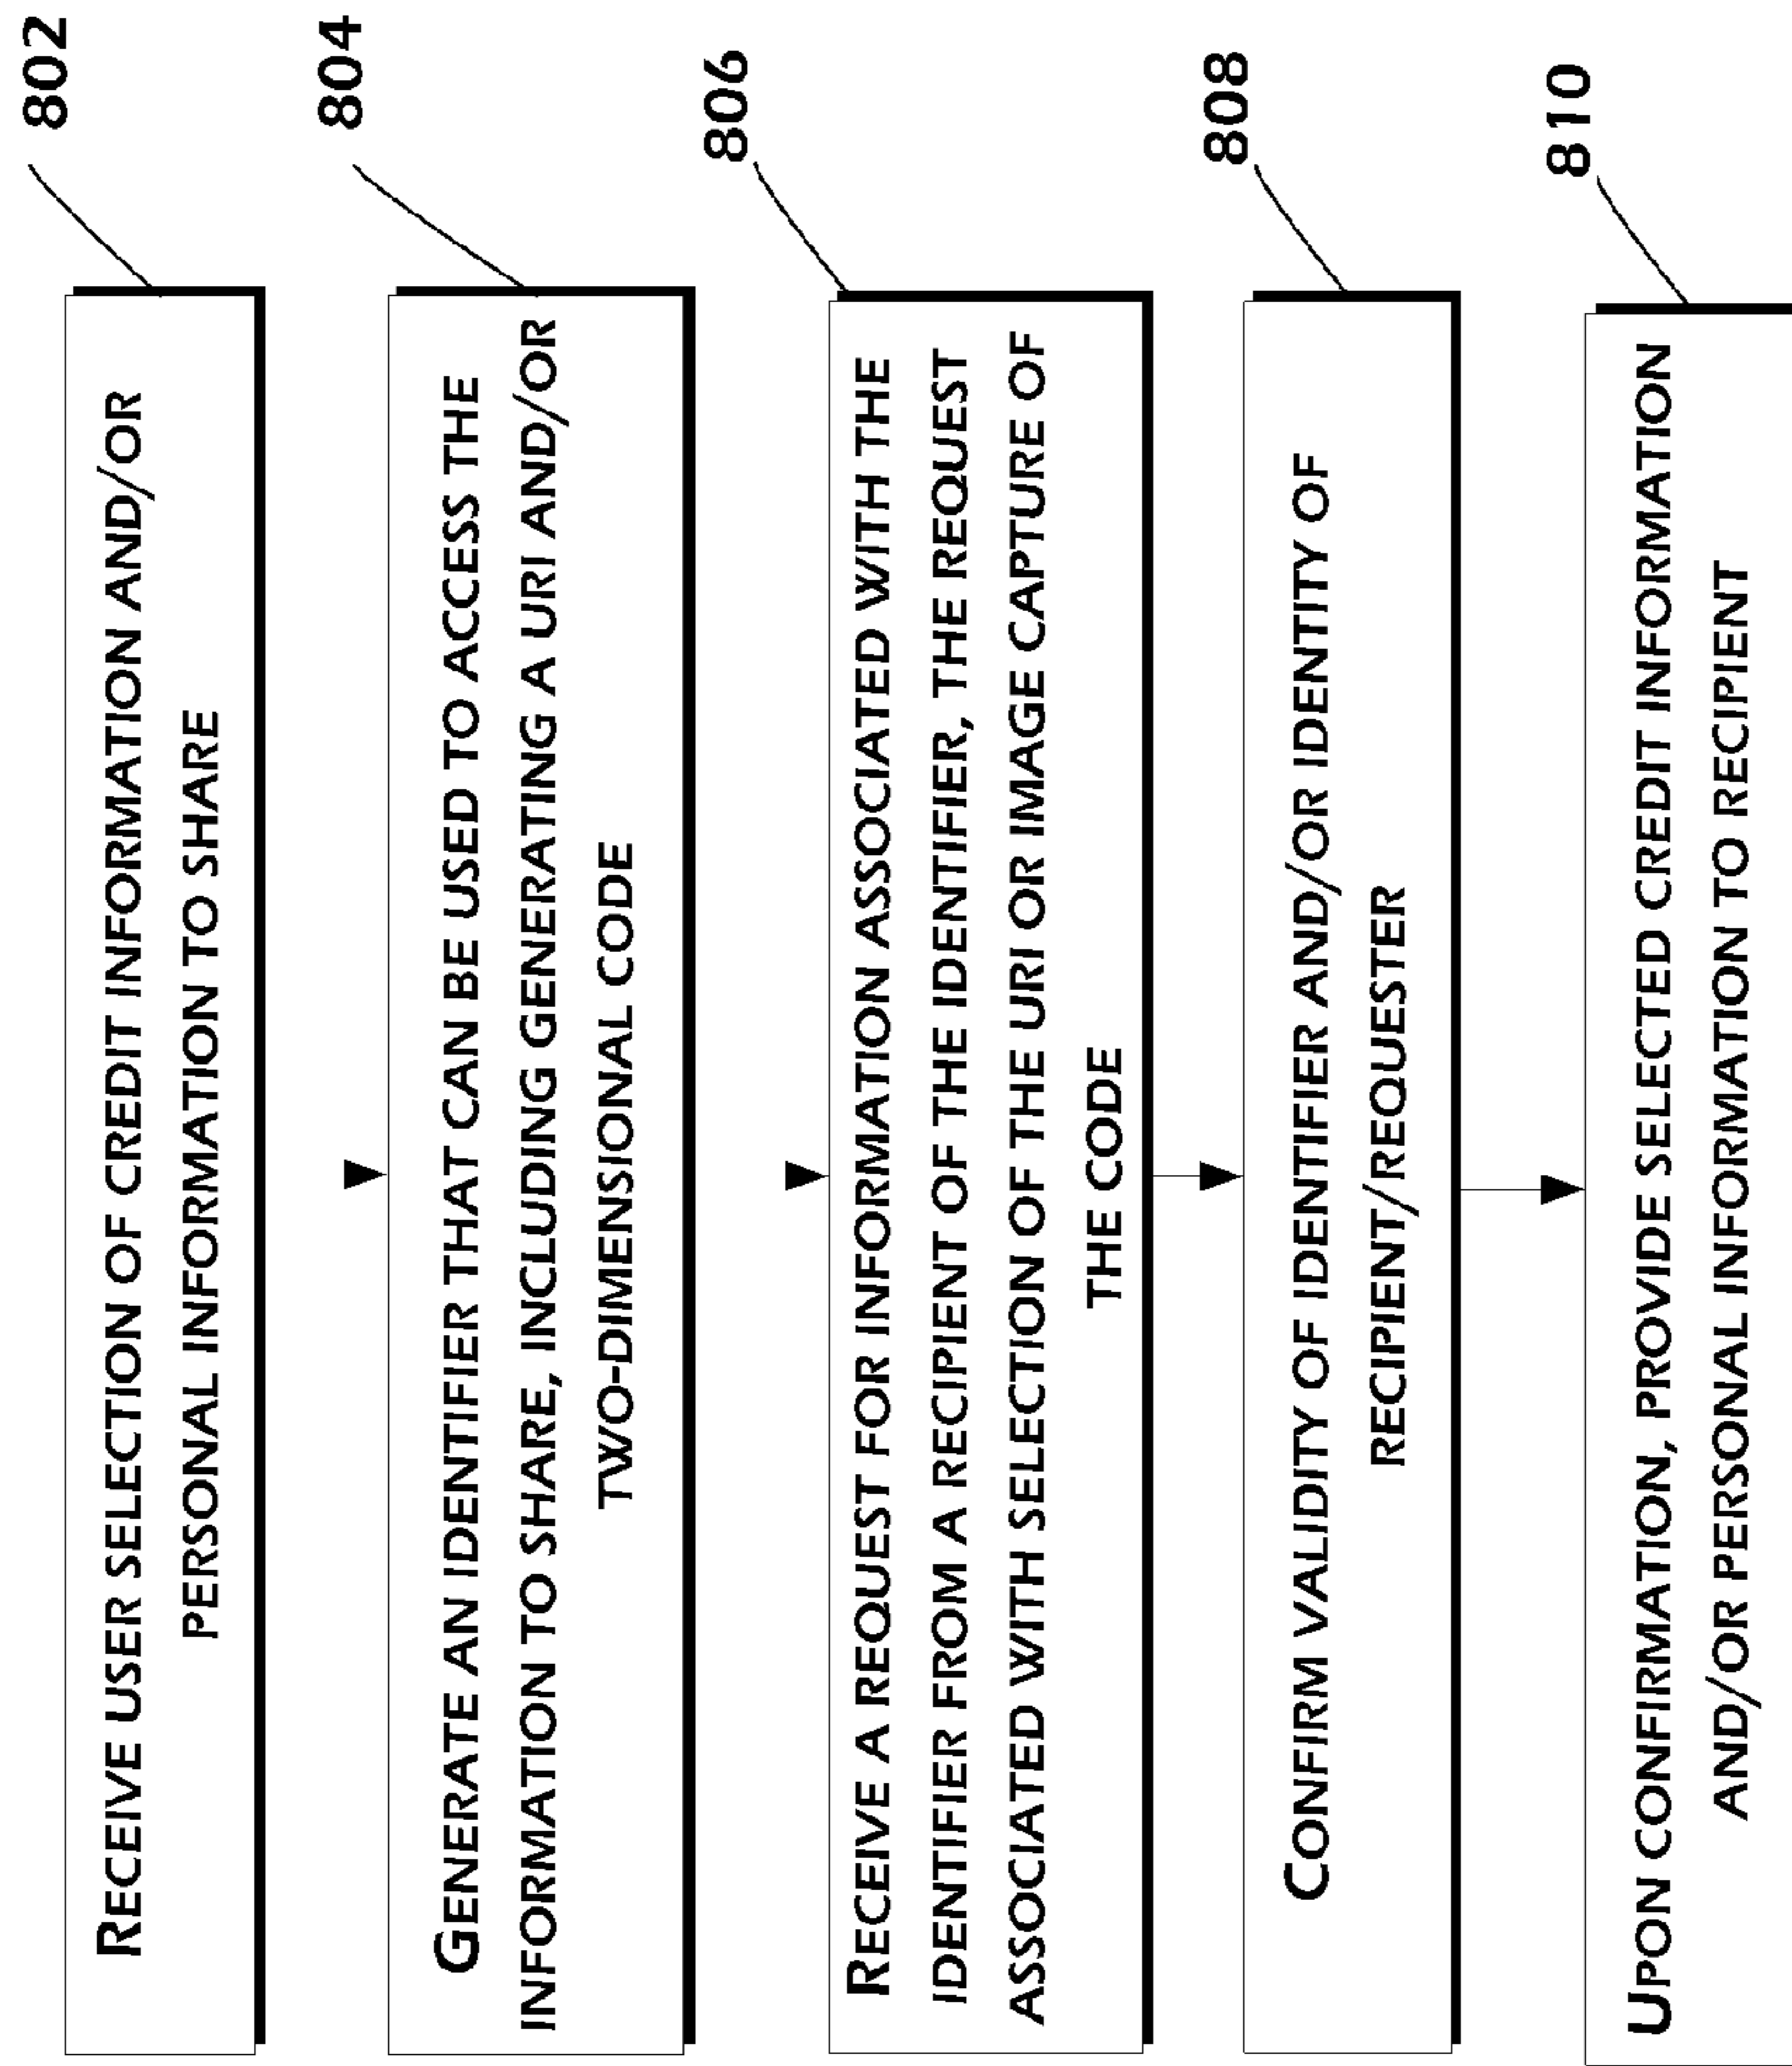 802
RECEIVE USER SELECTION OF CREDIT INFORMATION AND/OR
PERSONAL INFORMATION TO SHARE
804
GENERATE AN IDENTIFIER THAT CAN BE USED TO ACCESS THE
INFORMATION TO SHARE, INCLUDING GENERATING A URI AND/OR
TWO-DIMENSIONAL CODE
806
RECEIVE A REQUEST FOR INFORMATION ASSOCIATED WITH THE
IDENTIFIER FROM A RECIPIENT OF THE IDENTIFIER, THE REQUEST
ASSOCIATED WITH SELECTION OF THE URI OR IMAGE CAPTURE OF
THE CODE
808
CONFIRM VALIDITY OF IDENTIFIER AND/OR IDENTITY OF
RECIPIENT/REQUESTER
810
UPON CONFIRMATION, PROVIDE SELECTED CREDIT INFORMATION
AND/OR PERSONAL INFORMATION TO RECIPIENT